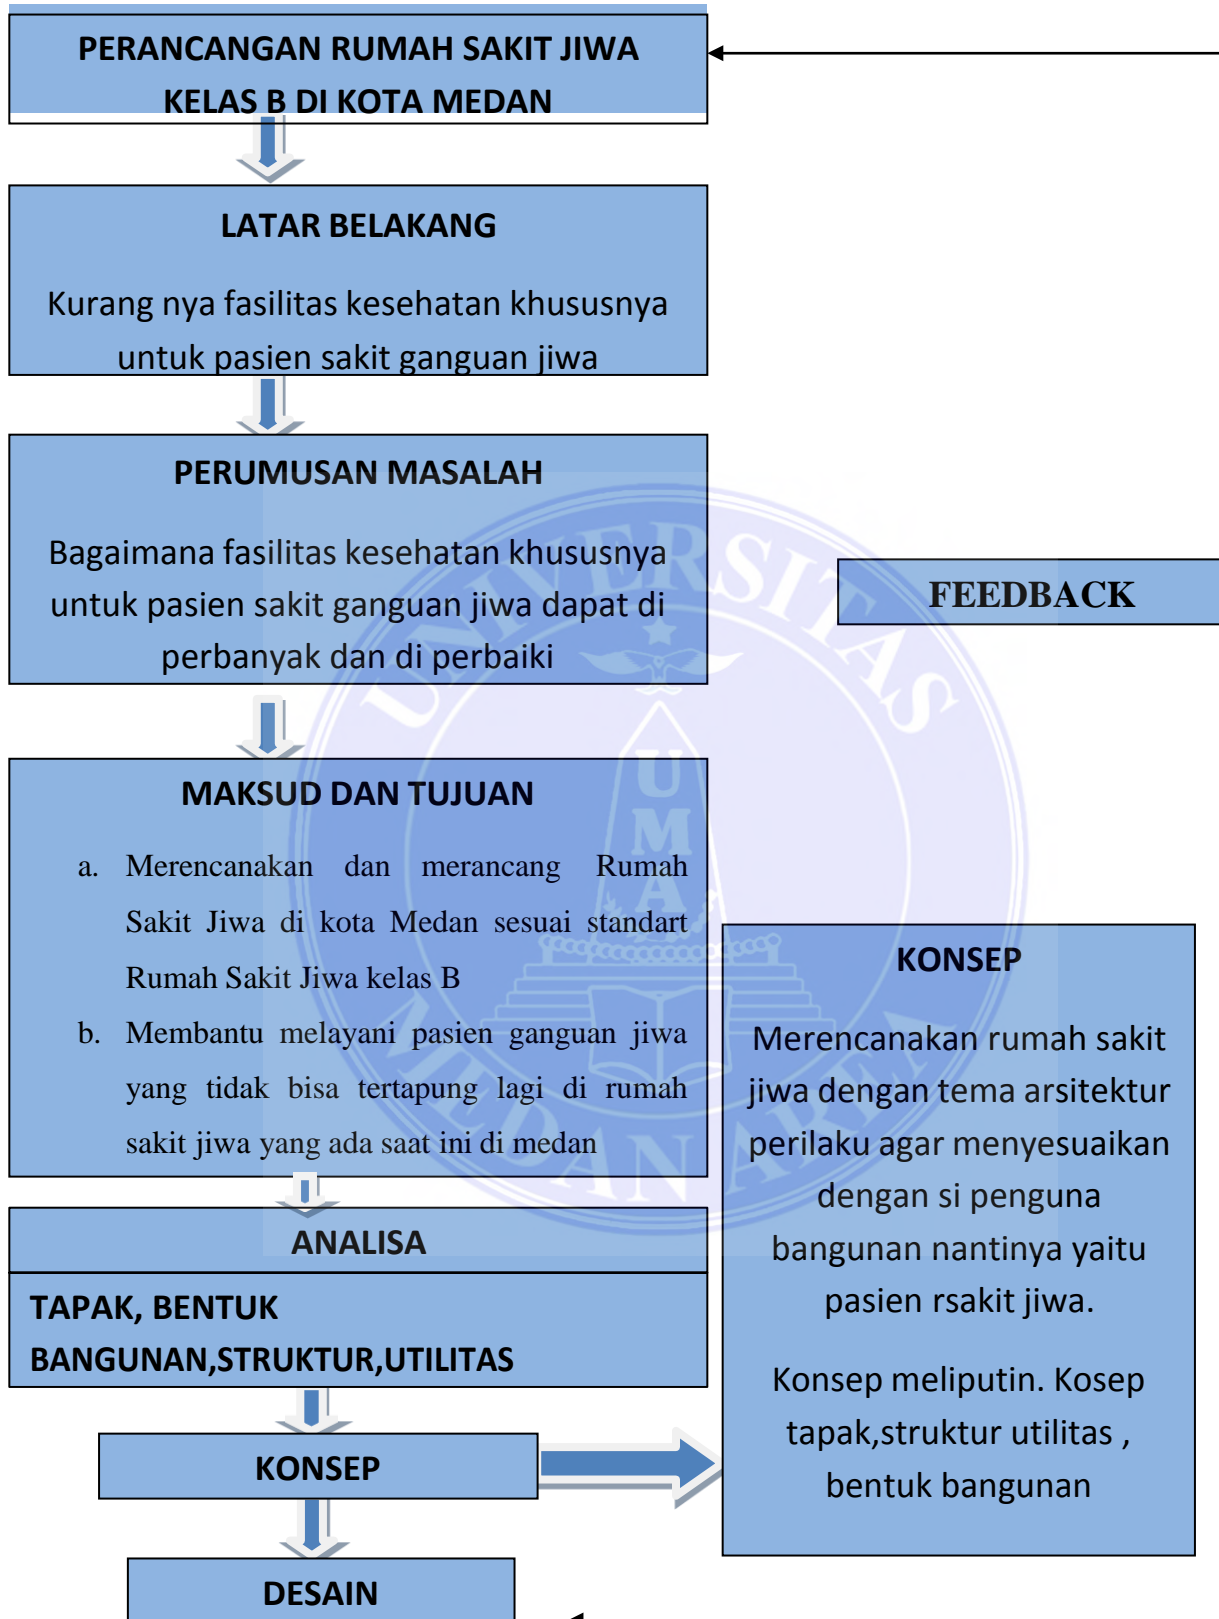 PERANCANGAN RUMAH SAKIT JIWA
KELAS B DI KOTA MEDAN
LATAR BELAKANG
Kurang nya fasilitas kesehatan khususnya
untuk pasien sakit ganguan jiwa
PERUMUSAN MASALAH
Bagaimana fasilitas kesehatan khususnya
untuk pasien sakit ganguan jiwa dapat di
perbanyak dan di perbaiki
FEEDBACK
MAKSUD DAN TUJUAN
a. Merencanakan dan merancang Rumah
Sakit Jiwa di kota Medan sesuai standart
Rumah Sakit Jiwa kelas B
b. Membantu melayani pasien ganguan jiwa
yang tidak bisa tertapung lagi di rumah
sakit jiwa yang ada saat ini di medan
ANALISA
TAPAK, BENTUK
BANGUNAN,STRUKTUR,UTILITAS
KONSEP
KONSEP
Merencanakan rumah sakit
jiwa dengan tema arsitektur
perilaku agar menyesuaikan
dengan si penguna
bangunan nantinya yaitu
pasien rsakit jiwa.
Konsep meliputin. Kosep
tapak,struktur utilitas ,
bentuk bangunan
DESAIN
UNIVERSITAS
UMA
MEDAN AREA